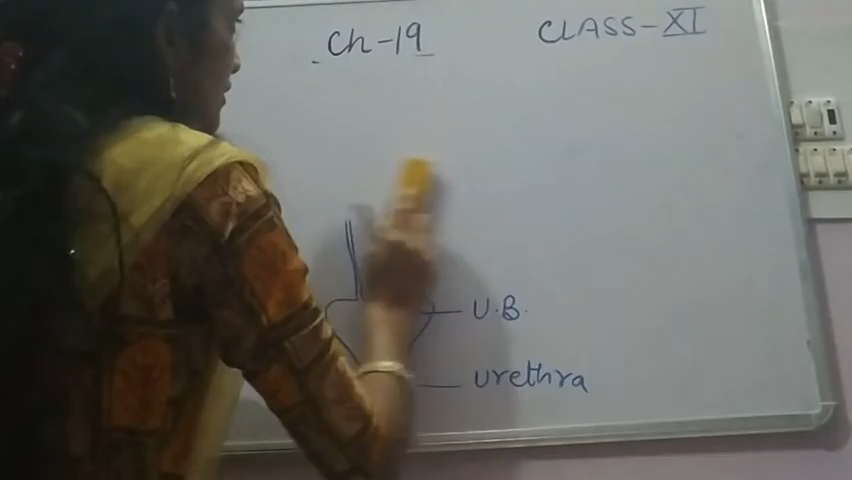 Ch-19
CLASS-XI
U.B.
urethra